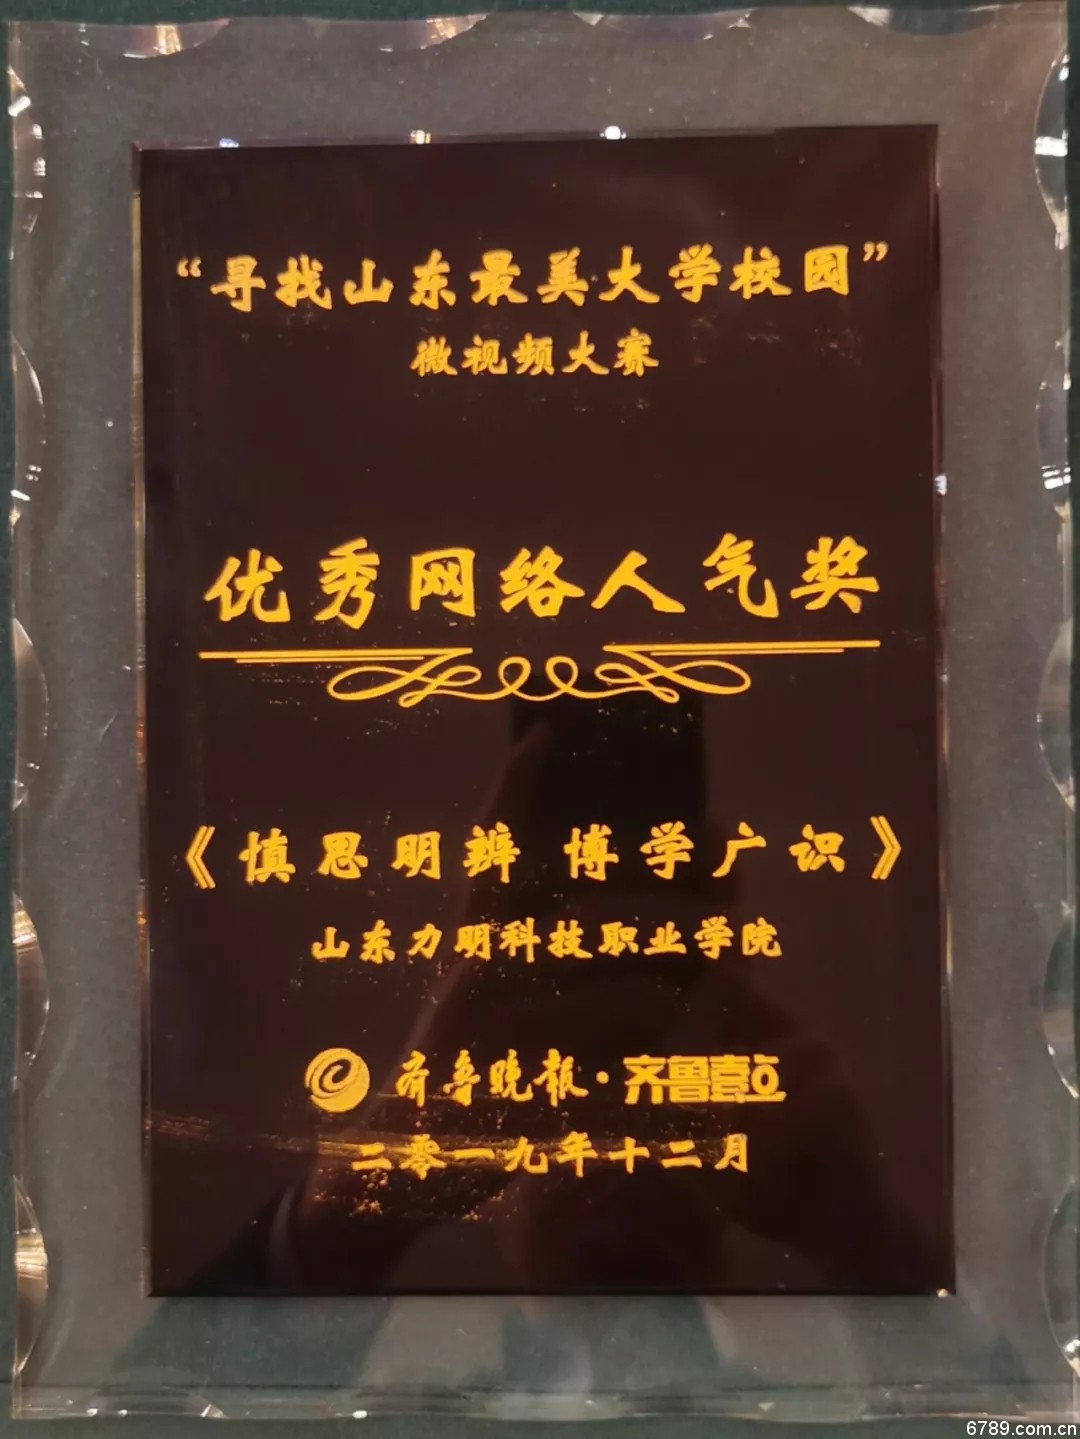 “寻找山东最美大学校园”
微视频大赛
优秀网络人气奖
《慎思明辨 博学广识》
山东力明科技职业学院
齐鲁晚报·齐鲁壹点
二零一九年十二月
6789.com.cn